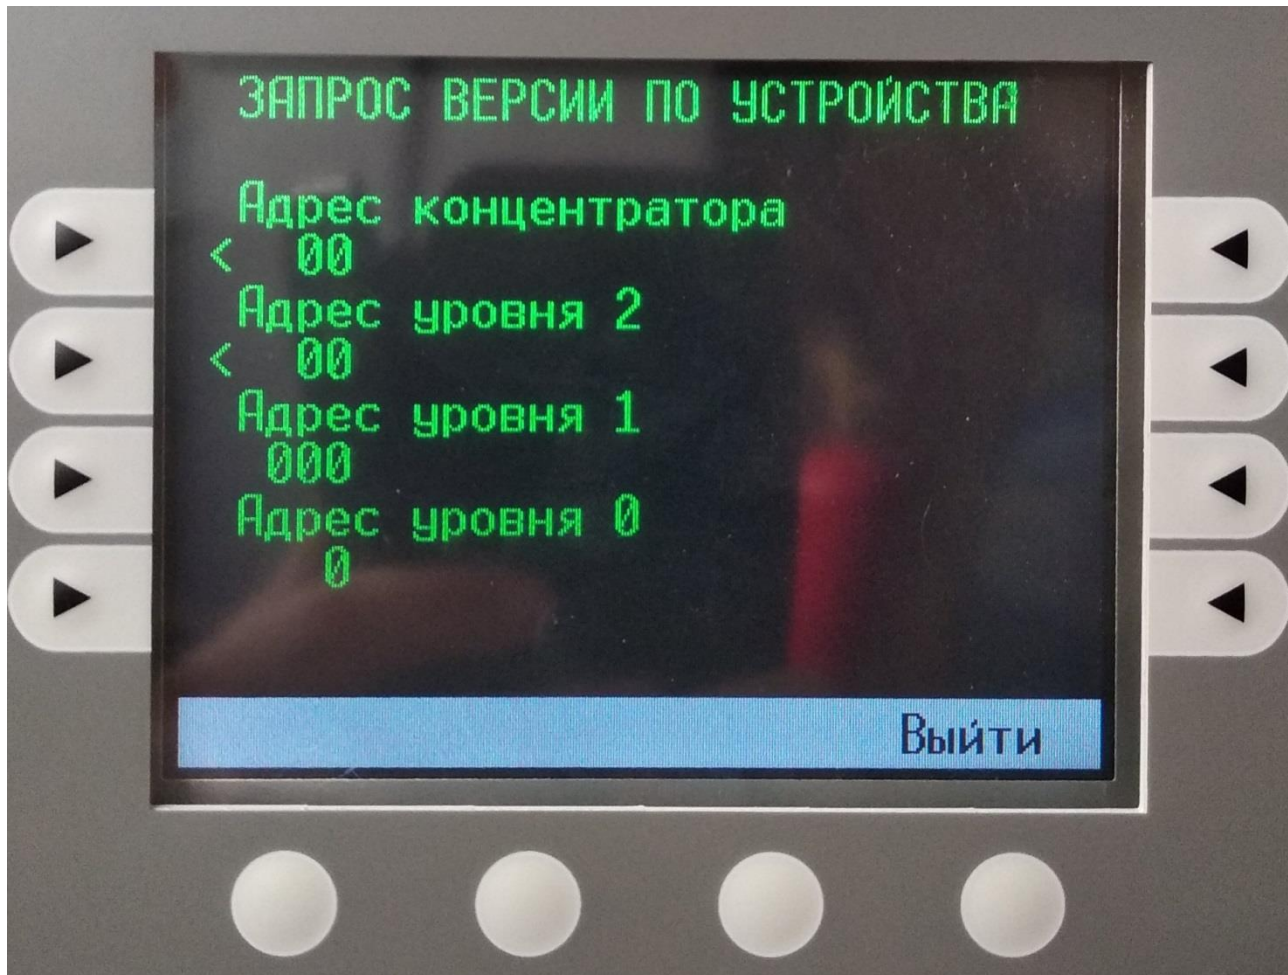 ЗАПРОС ВЕРСИИ ПО УСТРОЙСТВА
Адрес концентратора
< 00
Адрес уровня 2
< 00
Адрес уровня 1
000
Адрес уровня 0
0
Выйти